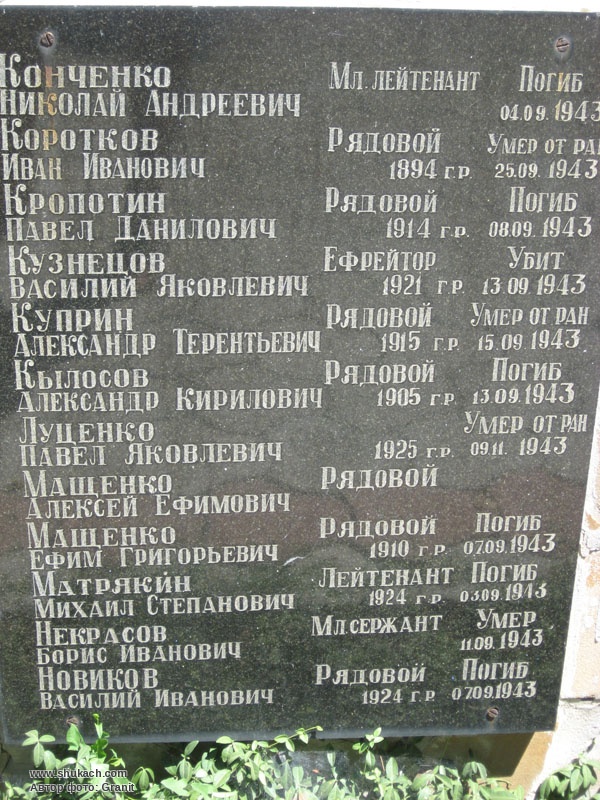 Конченко Мл. лейтенант Погиб
Николай Андреевич 04.09.1943
Коротков Рядовой Умер от ран
Иван Иванович 1894 г.р. 25.09.1943
Кропотин Рядовой Погиб
Павел Данилович 1914 г.р. 08.09.1943
Кузнецов Ефрейтор Убит
Василий Яковлевич 1921 г.р. 13.09.1943
Куприн Рядовой Умер от ран
Александр Терентьевич 1915 г.р. 15.09.1943
Кылосов Рядовой Погиб
Александр Кирилович 1905 г.р. 13.09.1943
Луценко Умер от ран
Павел Яковлевич 1925 г.р. 09.11.1943
Мащенко Рядовой
Алексей Ефимович
Мащенко Рядовой Погиб
Ефим Григорьевич 1910 г.р. 07.09.1943
Матрякин Лейтенант Погиб
Михаил Степанович 1924 г.р. 03.09.1943
Некрасов Мл. сержант Умер
Борис Иванович 11.09.1943
Новиков Рядовой Погиб
Василий Иванович 1924 г.р. 07.09.1943
www.shukach.com
Автор фото: Granit